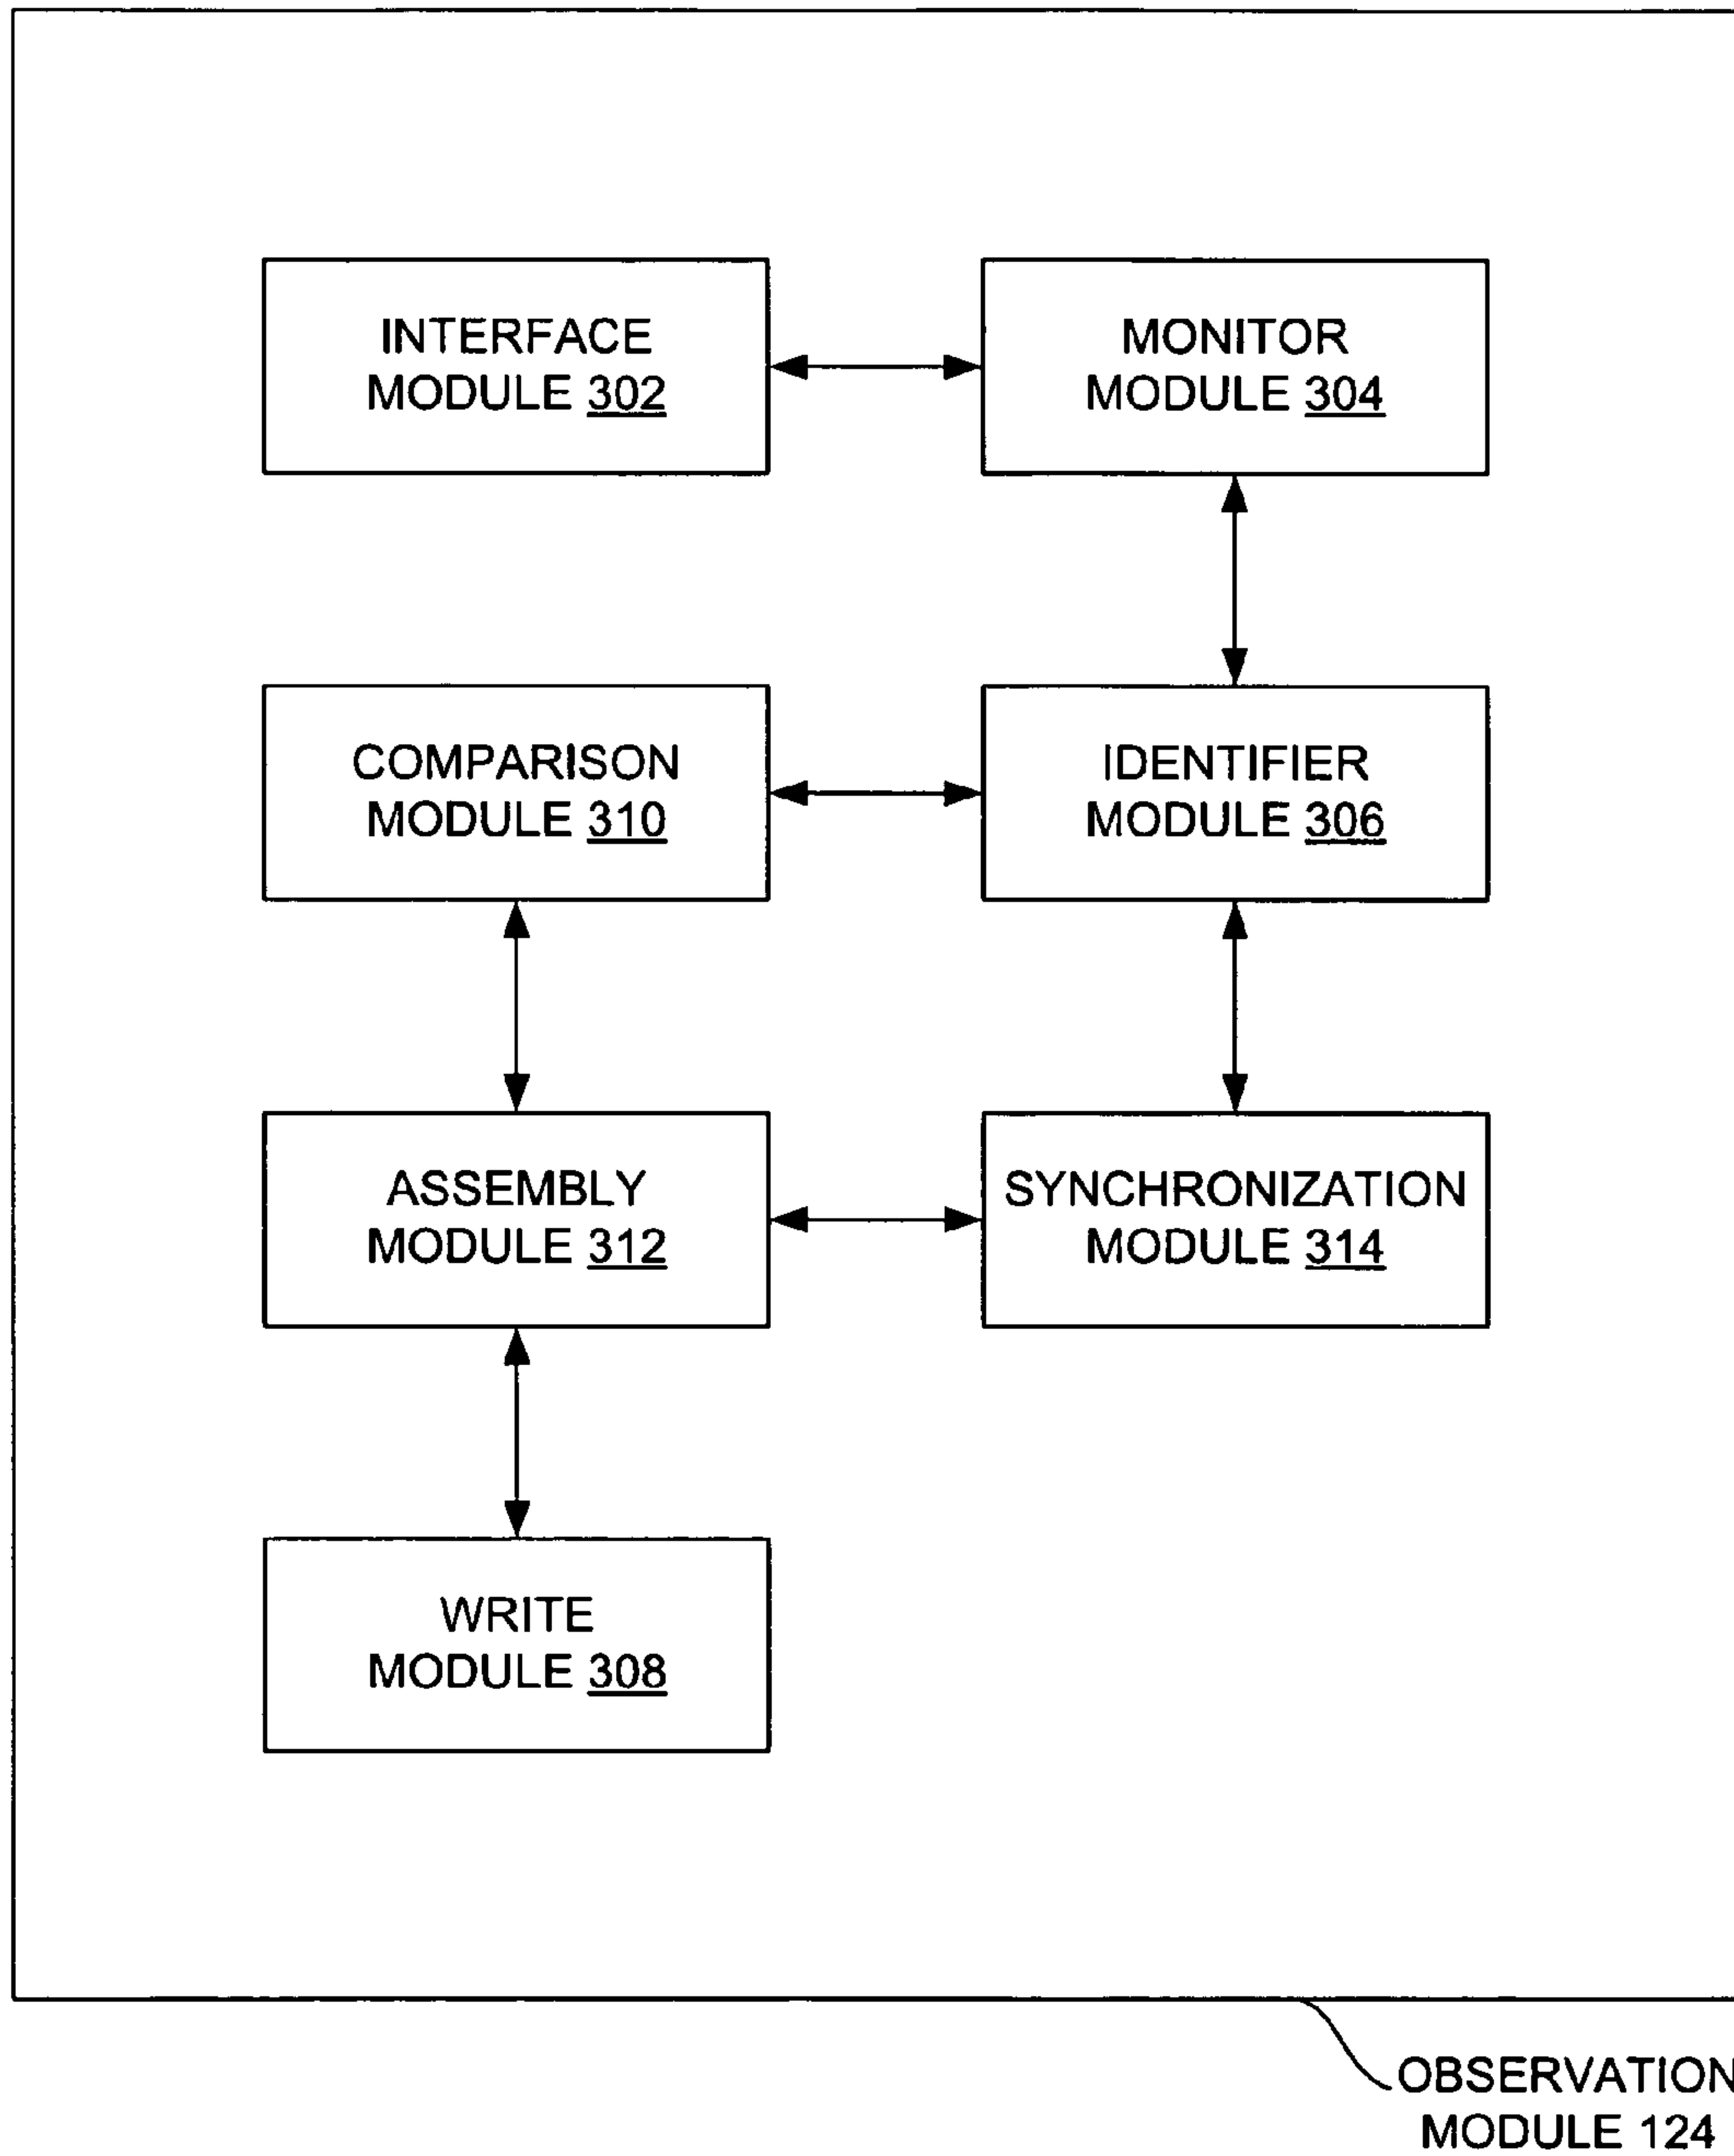 INTERFACE
MODULE 302
MONITOR
MODULE 304
COMPARISON
MODULE 310
IDENTIFIER
MODULE 306
ASSEMBLY
MODULE 312
SYNCHRONIZATION
MODULE 314
WRITE
MODULE 308
OBSERVATION
MODULE 124